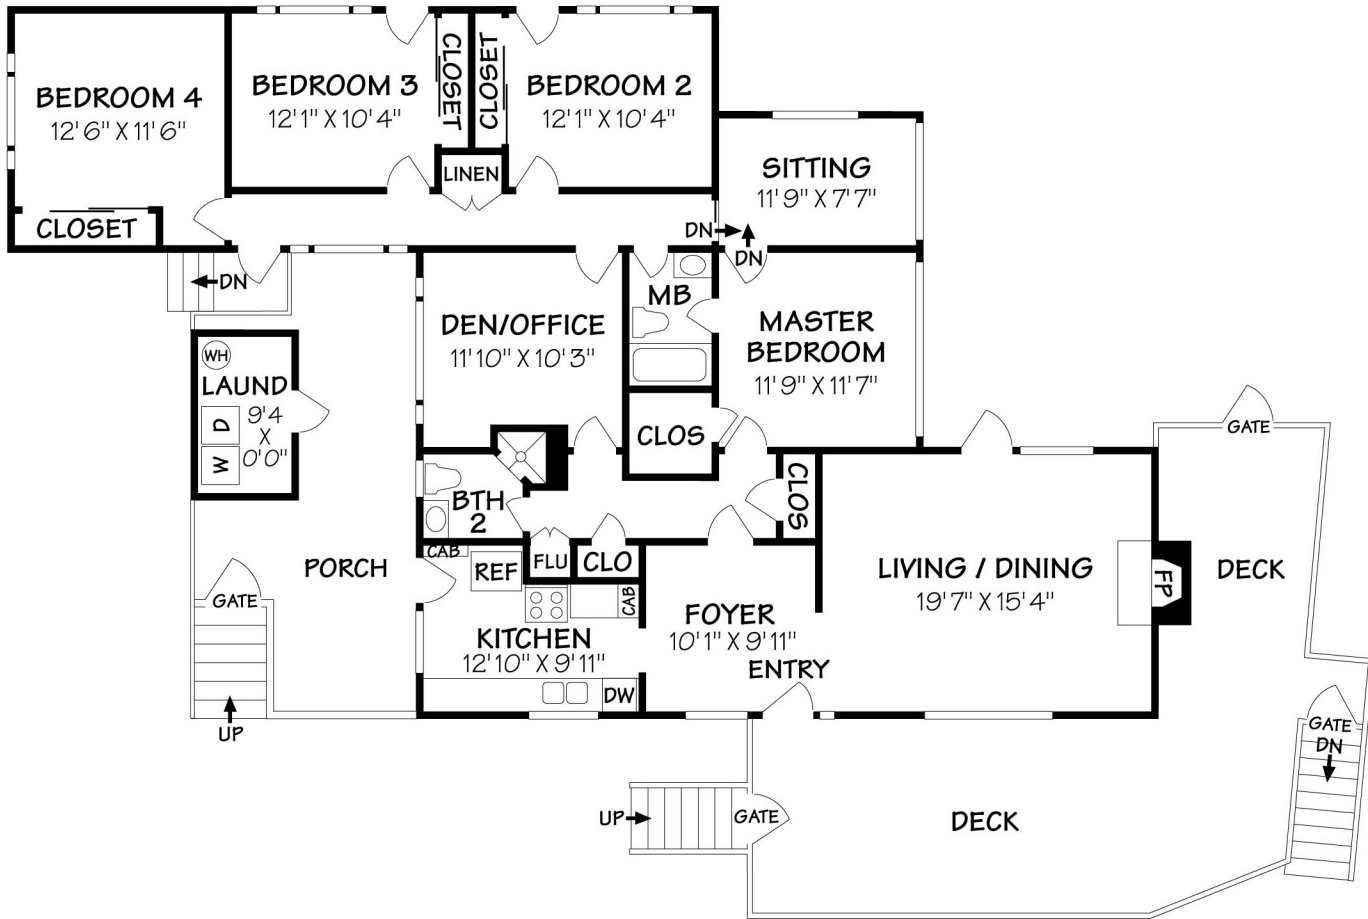 BEDROOM 4
12'6" X 11'6"
CLOSET
BEDROOM 3
12'1" X 10'4"
CLOSET
CLOSET
BEDROOM 2
12'1" X 10'4"
LINEN
SITTING
11'9" X 7'7"
DN
DN
DN
WH
LAUND
9'4
X
0'0"
D
W
DEN/OFFICE
11'10" X 10'3"
MB
MASTER
BEDROOM
11'9" X 11'7"
CLOS
CLOS
BTH
2
CAB
REF
FLU
CLO
CAB
PORCH
GATE
UP
KITCHEN
12'10" X 9'11"
DW
FOYER
10'1" X 9'11"
ENTRY
LIVING / DINING
19'7" X 15'4"
FP
GATE
DECK
GATE
DN
UP
GATE
DECK